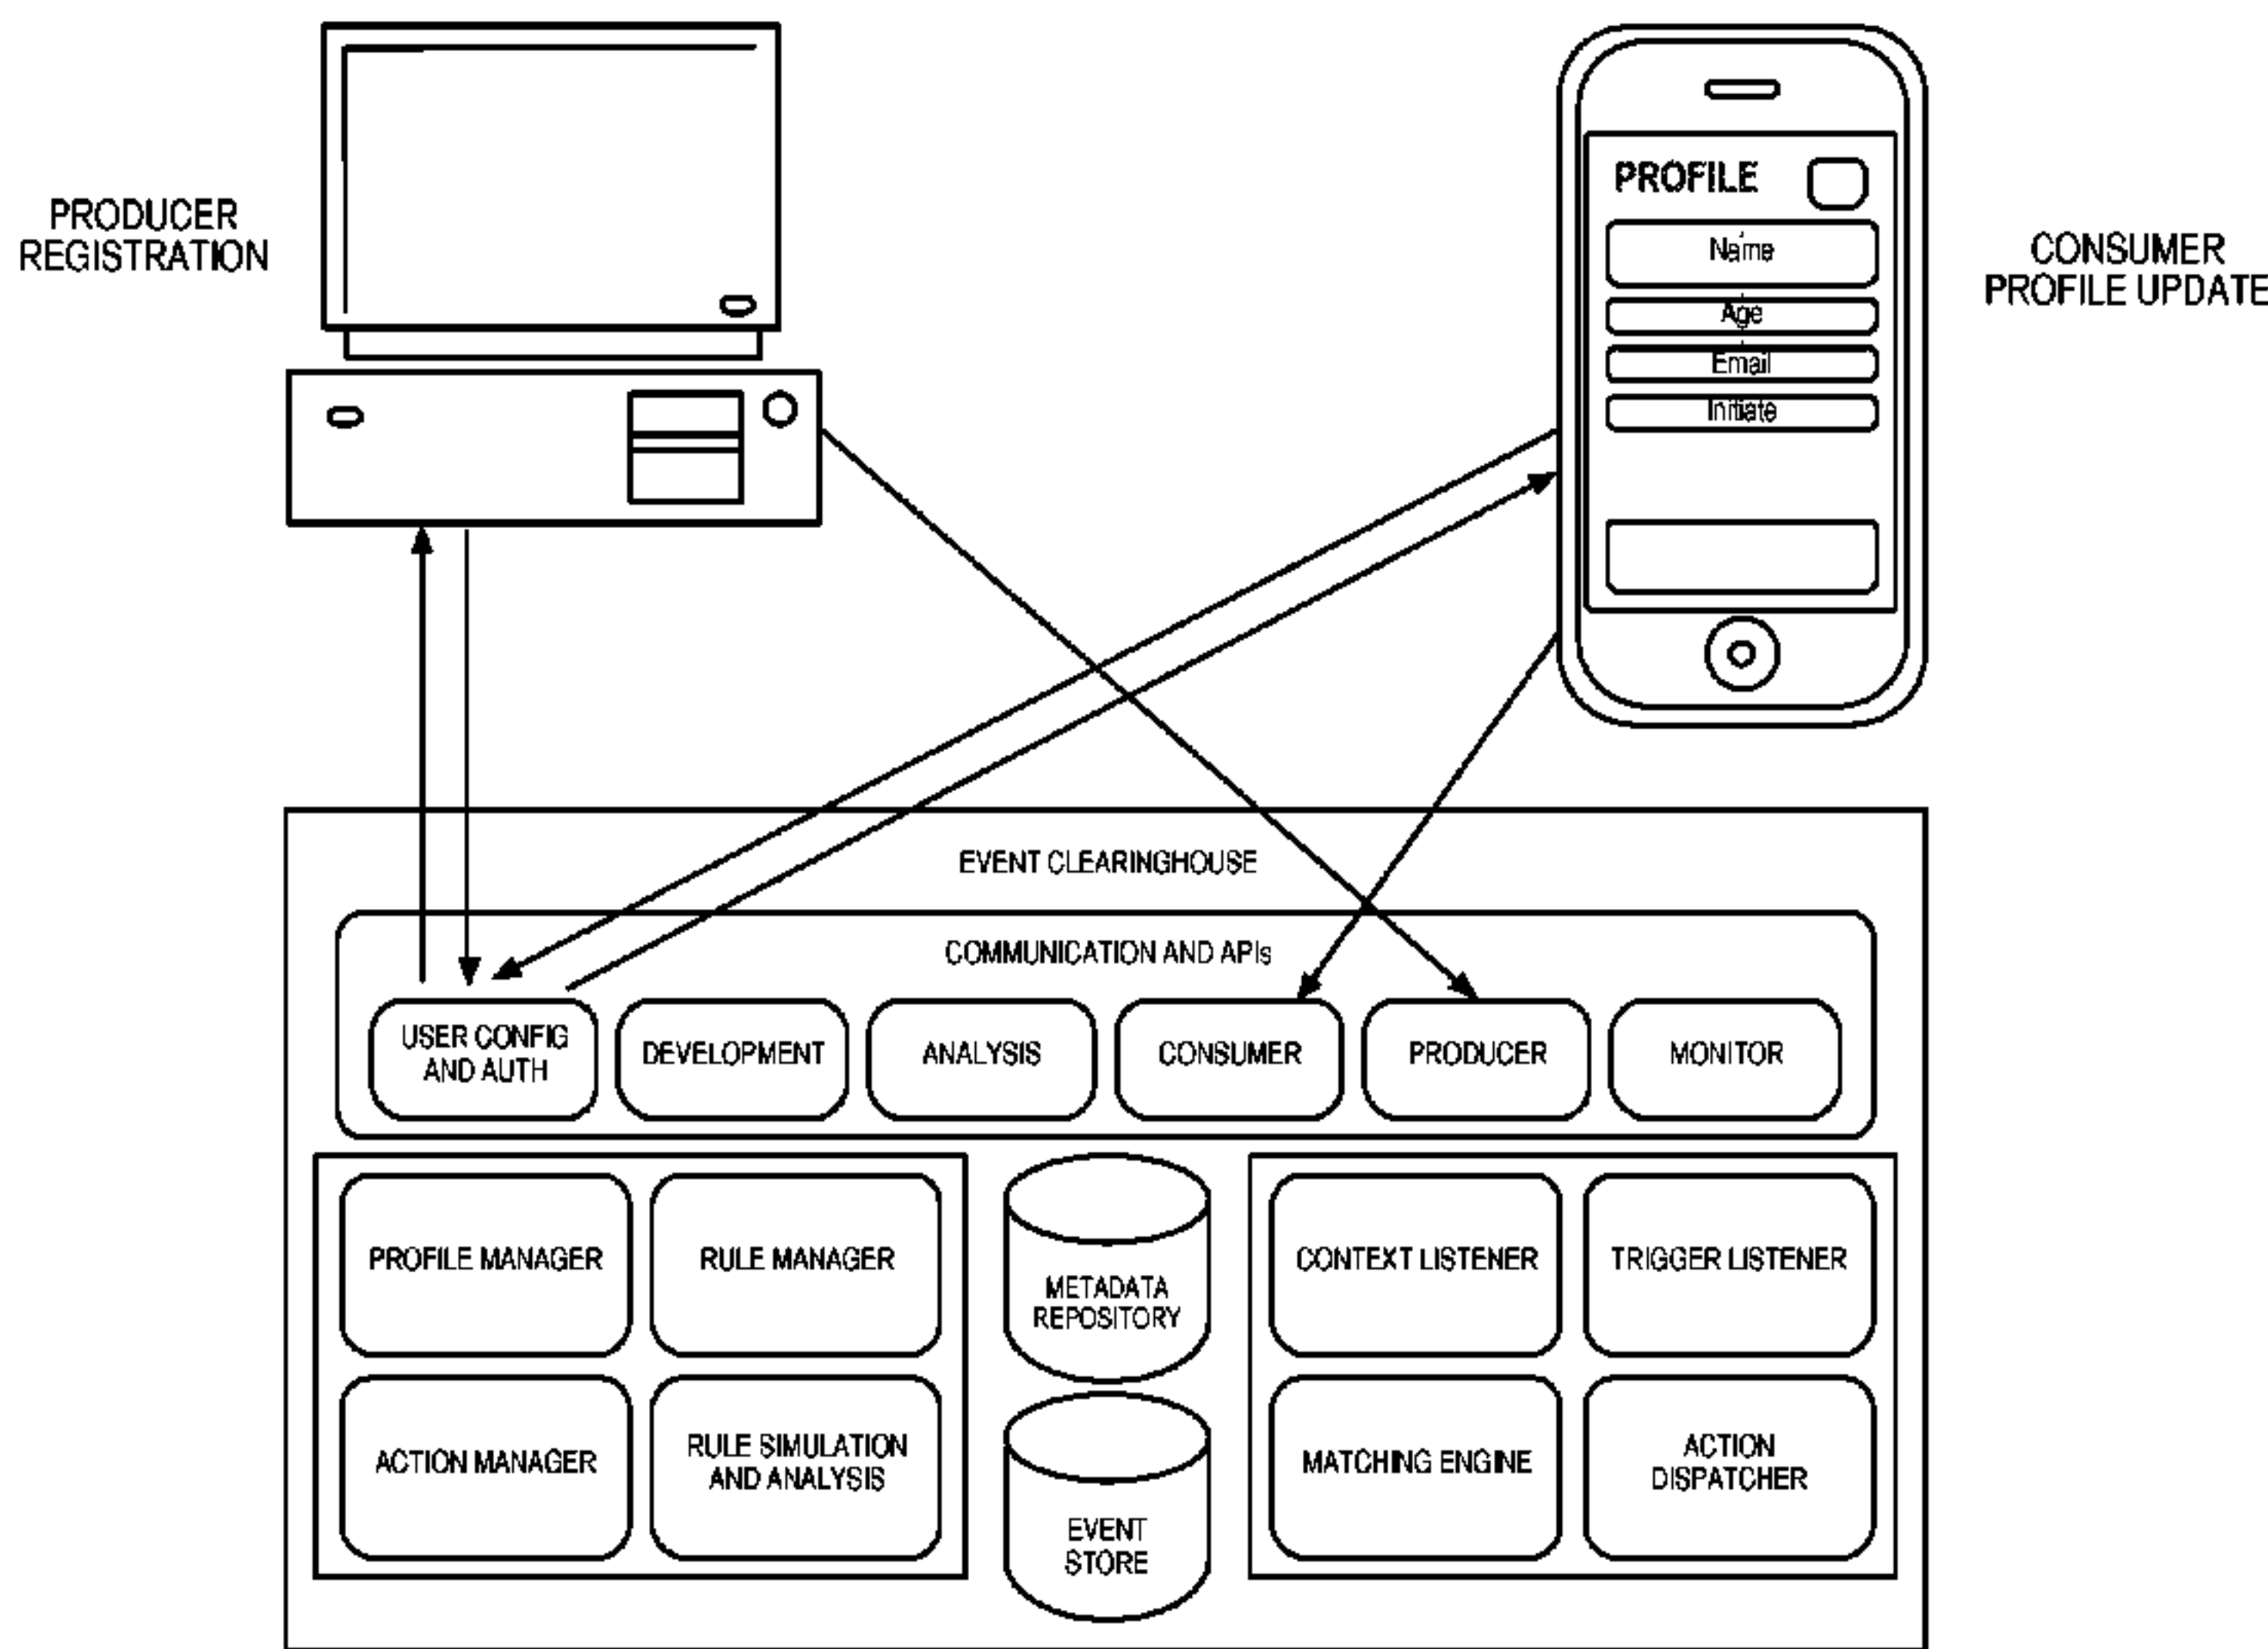 PRODUCER
REGISTRATION
PROFILE
Name
Age
Email
Initiate
CONSUMER
PROFILE UPDATE
EVENT CLEARINGHOUSE
COMMUNICATION AND APIs
USER CONFIG
AND AUTH
DEVELOPMENT
ANALYSIS
CONSUMER
PRODUCER
MONITOR
PROFILE MANAGER
RULE MANAGER
ACTION MANAGER
RULE SIMULATION
AND ANALYSIS
METADATA
REPOSITORY
EVENT
STORE
CONTEXT LISTENER
TRIGGER LISTENER
MATCHING ENGINE
ACTION
DISPATCHER